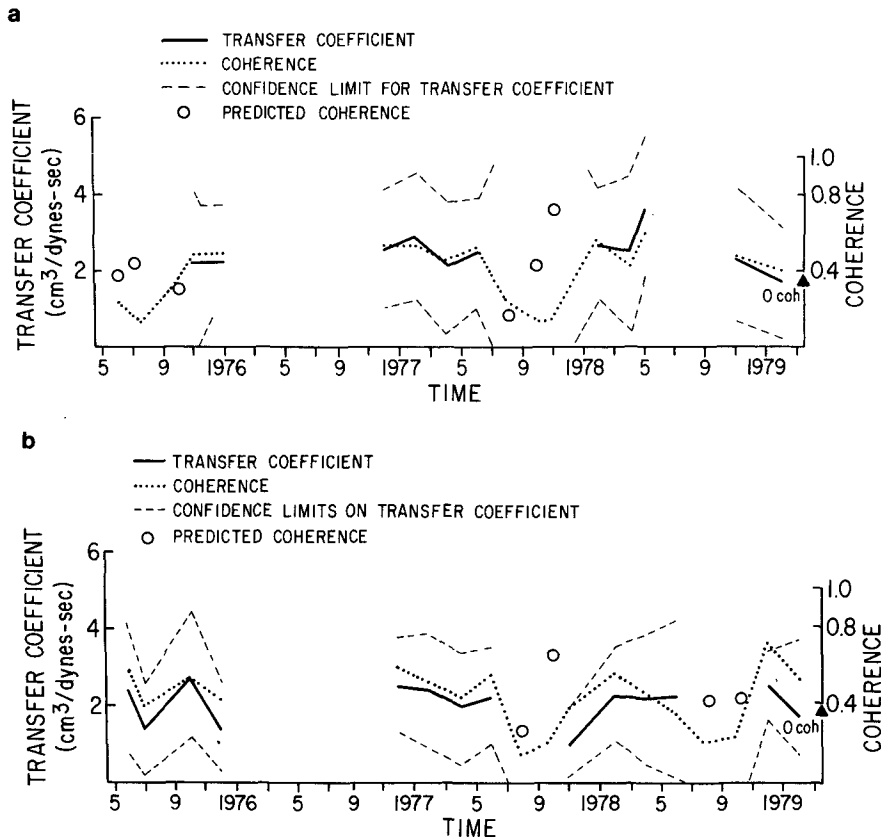 a
TRANSFER COEFFICIENT
COHERENCE
CONFIDENCE LIMIT FOR TRANSFER COEFFICIENT
PREDICTED COHERENCE
TRANSFER COEFFICIENT
(cm³/dynes-sec)
6
4
2
1.0
0.8
0.4
0 coh
COHERENCE
5 9 1976 5 9 1977 5 9 1978 5 9 1979
TIME
b
TRANSFER COEFFICIENT
COHERENCE
CONFIDENCE LIMITS ON TRANSFER COEFFICIENT
PREDICTED COHERENCE
TRANSFER COEFFICIENT
(cm³/dynes-sec)
6
4
2
1.0
0.8
0.4
0 coh
COHERENCE
5 9 1976 5 9 1977 5 9 1978 5 9 1979
TIME